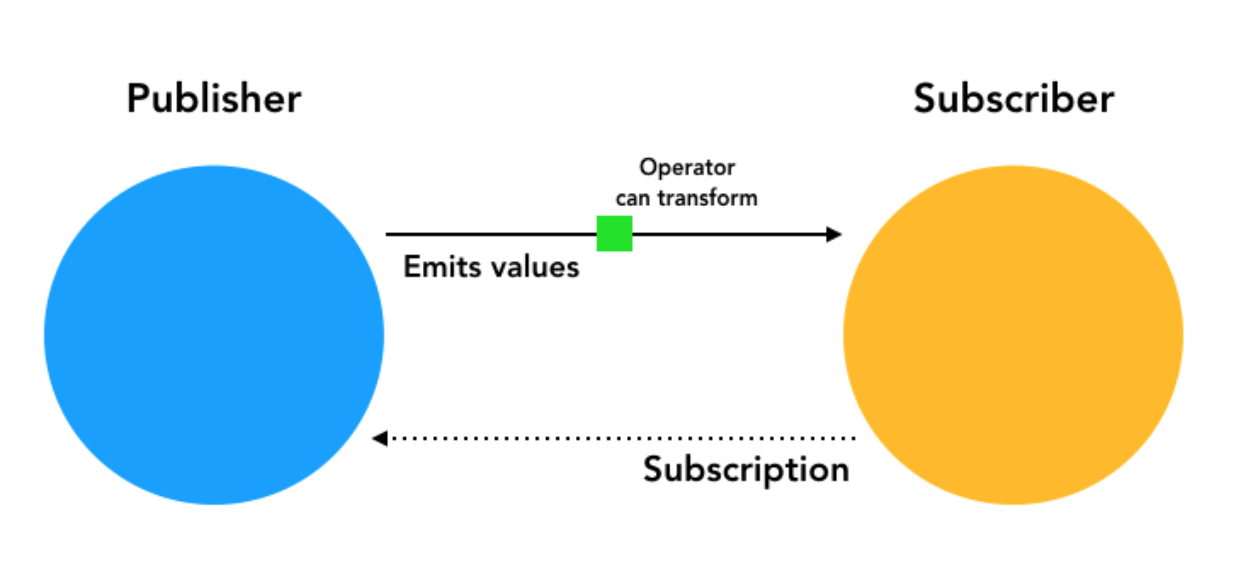 Publisher
Subscriber
Operator
can transform
Emits values
Subscription